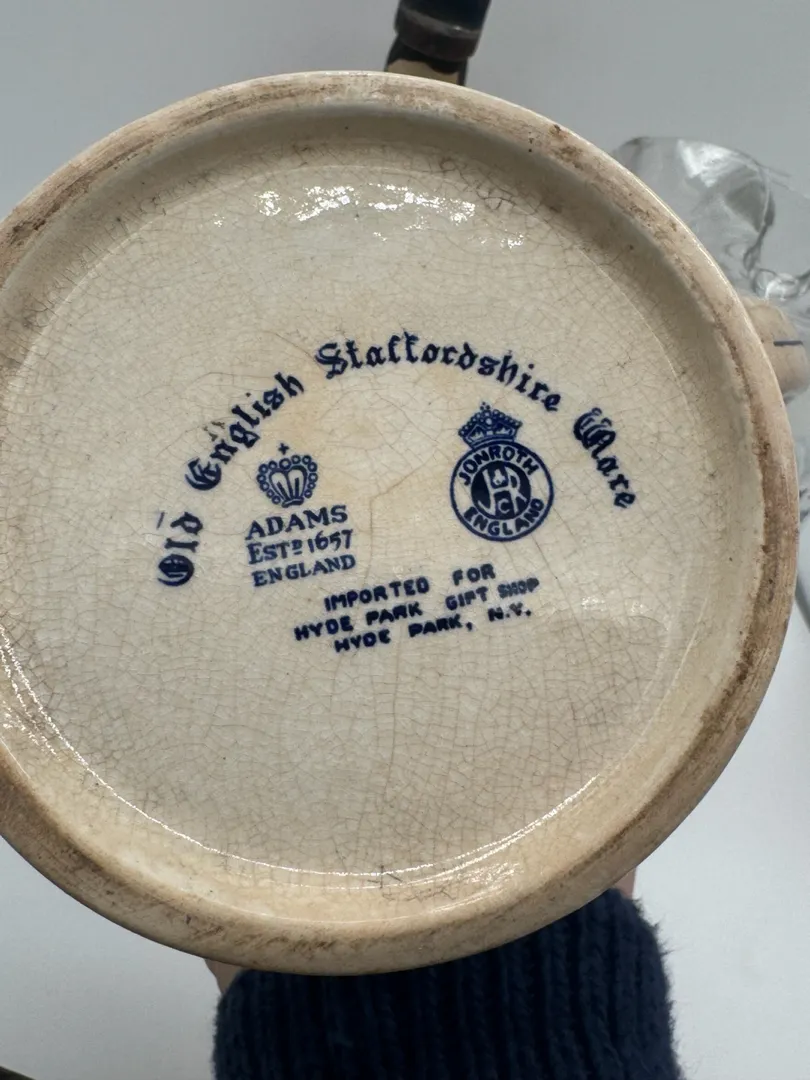 Old English Staffordshire Ware
ADAMS
ESTD 1657
ENGLAND
JONROTH
ENGLAND
IMPORTED FOR
HYDE PARK GIFT SHOP
HYDE PARK, N.Y.